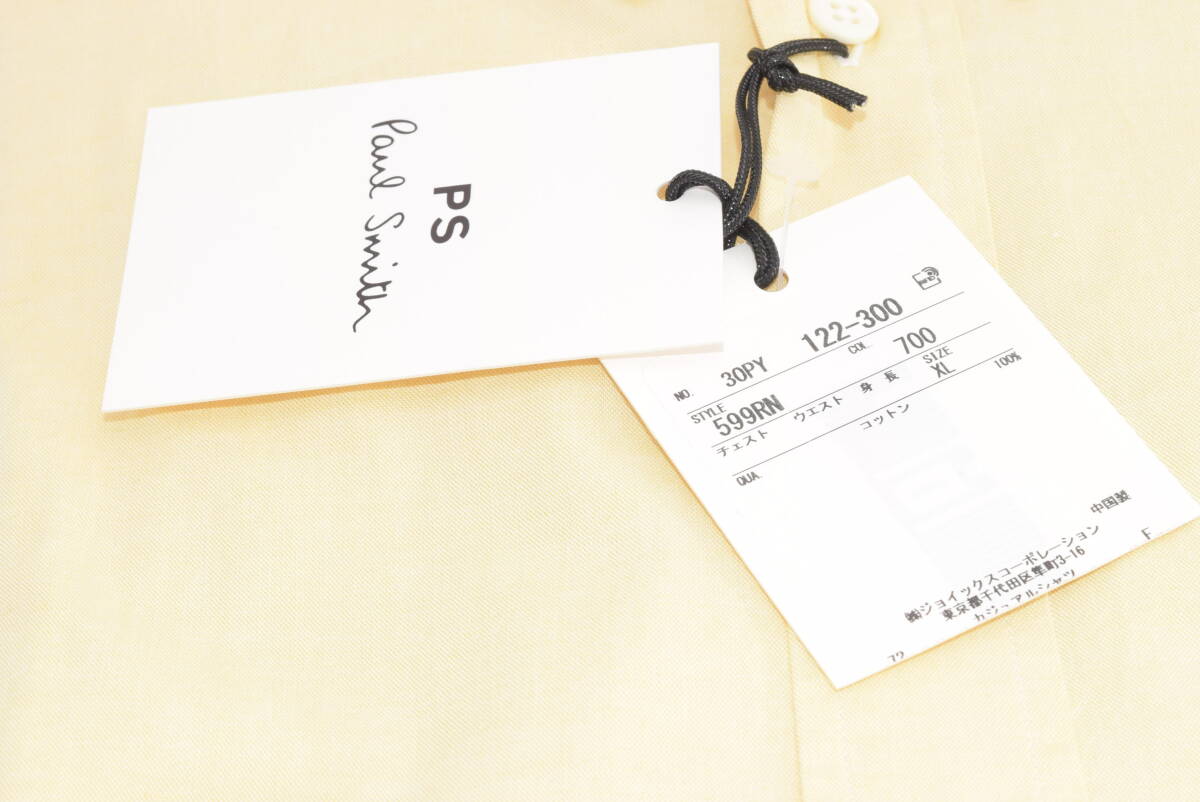 PS
Paul Smith
NO. 30PY 122-300
STYLE COL. 700
599RN SIZE
チェスト ウエスト 身長 XL
コットン 100%
QUA.
中国製
㈱ジョイックスコーポレーション
東京都千代田区隼町3-16 F
カジュアルシャツ